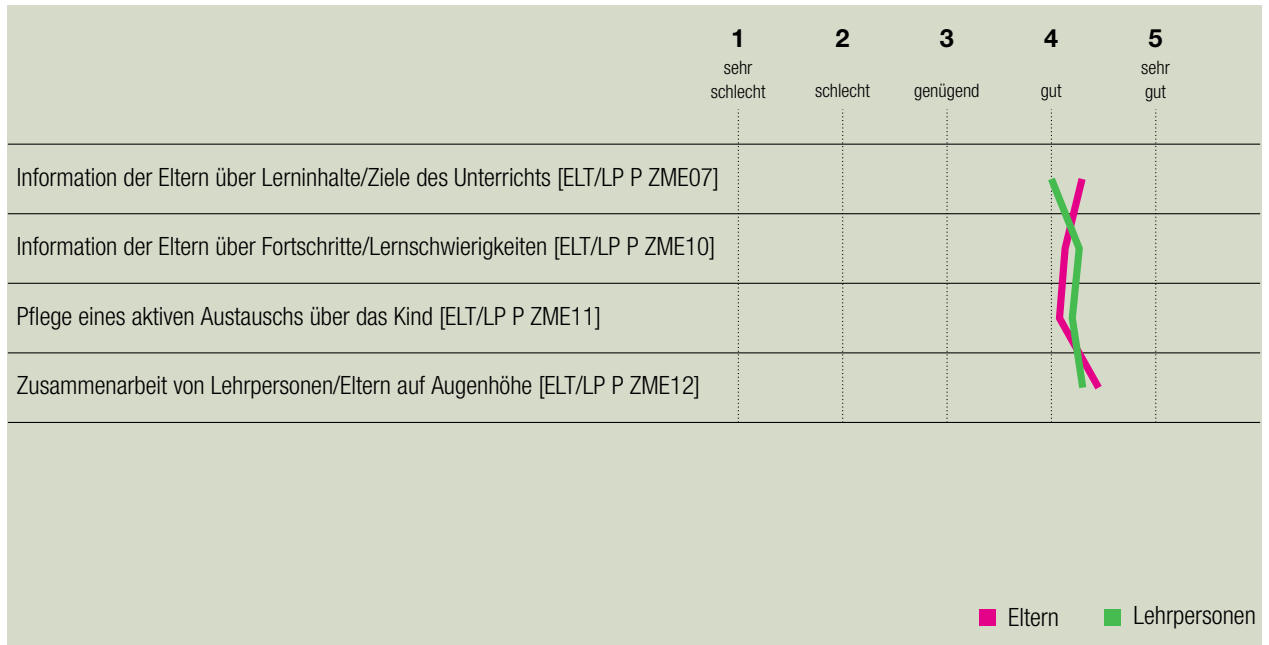 1 2 3 4 5
sehr schlecht schlecht genügend gut sehr gut
Information der Eltern über Lerninhalte/Ziele des Unterrichts [ELT/LP P ZME07]
Information der Eltern über Fortschritte/Lernschwierigkeiten [ELT/LP P ZME10]
Pflege eines aktiven Austauschs über das Kind [ELT/LP P ZME11]
Zusammenarbeit von Lehrpersonen/Eltern auf Augenhöhe [ELT/LP P ZME12]
Eltern Lehrpersonen